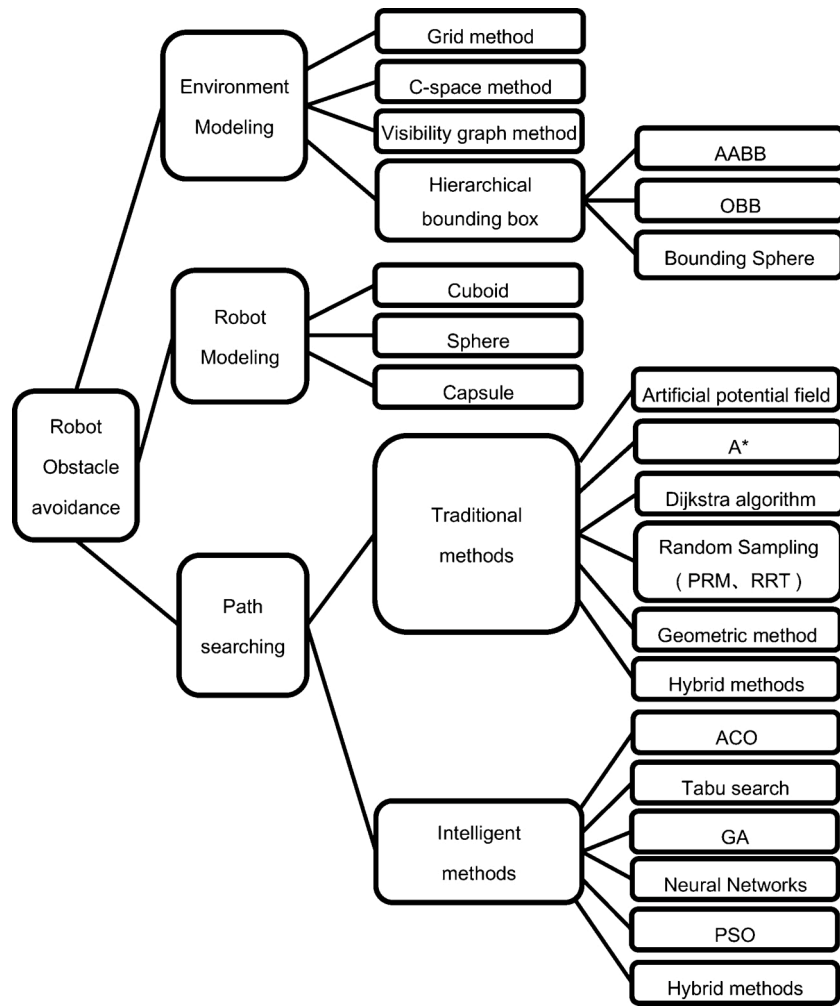 Grid method
Environment
Modeling
C-space method
Visibility graph method
Hierarchical
bounding box
AABB
OBB
Bounding Sphere
Robot
Modeling
Cuboid
Sphere
Capsule
Robot
Obstacle
avoidance
Path
searching
Traditional
methods
Artificial potential field
A*
Dijkstra algorithm
Random Sampling
( PRM、RRT )
Geometric method
Hybrid methods
Intelligent
methods
ACO
Tabu search
GA
Neural Networks
PSO
Hybrid methods